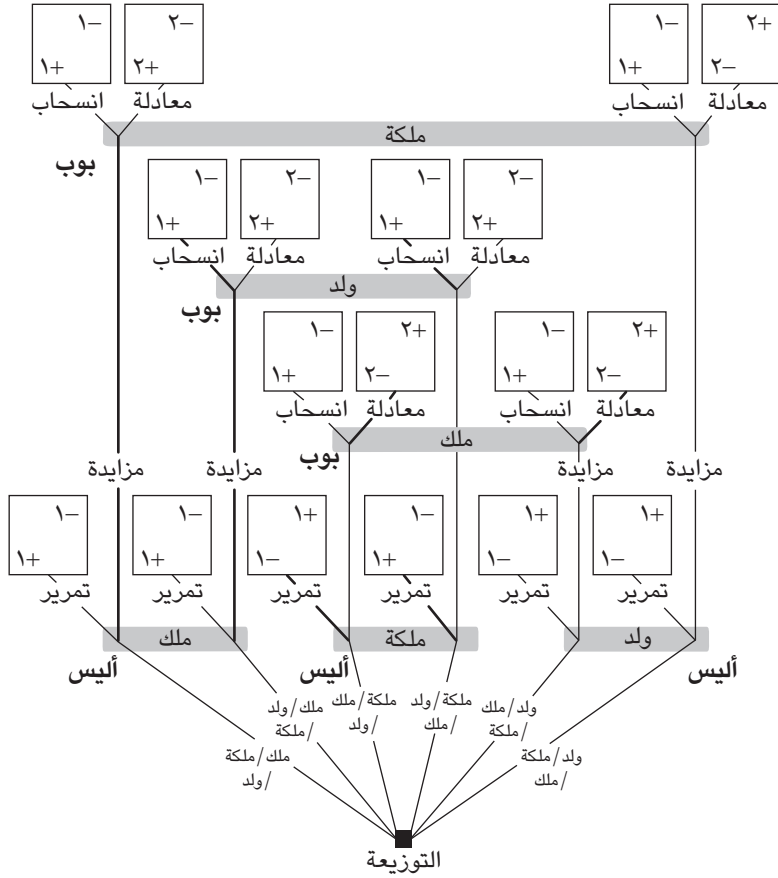 −١ −٢ −١ +٢
+١ +٢ +١ −٢
انسحاب معادلة انسحاب معادلة
ملكة
بوب
−١ −٢ −١ −٢
+١ +٢ +١ +٢
انسحاب معادلة انسحاب معادلة
ولد
بوب
−١ +٢ −١ +٢
+١ −٢ +١ −٢
انسحاب معادلة انسحاب معادلة
ملك
بوب
مزايدة مزايدة مزايدة مزايدة
−١ −١ +١ −١ +١ +١
+١ +١ −١ +١ −١ −١
تمرير تمرير تمرير تمرير تمرير تمرير
ملك ملكة ولد
أليس أليس أليس
ملك/ولد ملكة/ملك ولد/ملكة ولد/ملك
/ملكة /ولد /ملك /ملكة
ملك/ملكة ولد/ملكة
/ولد /ملك
التوزيعة